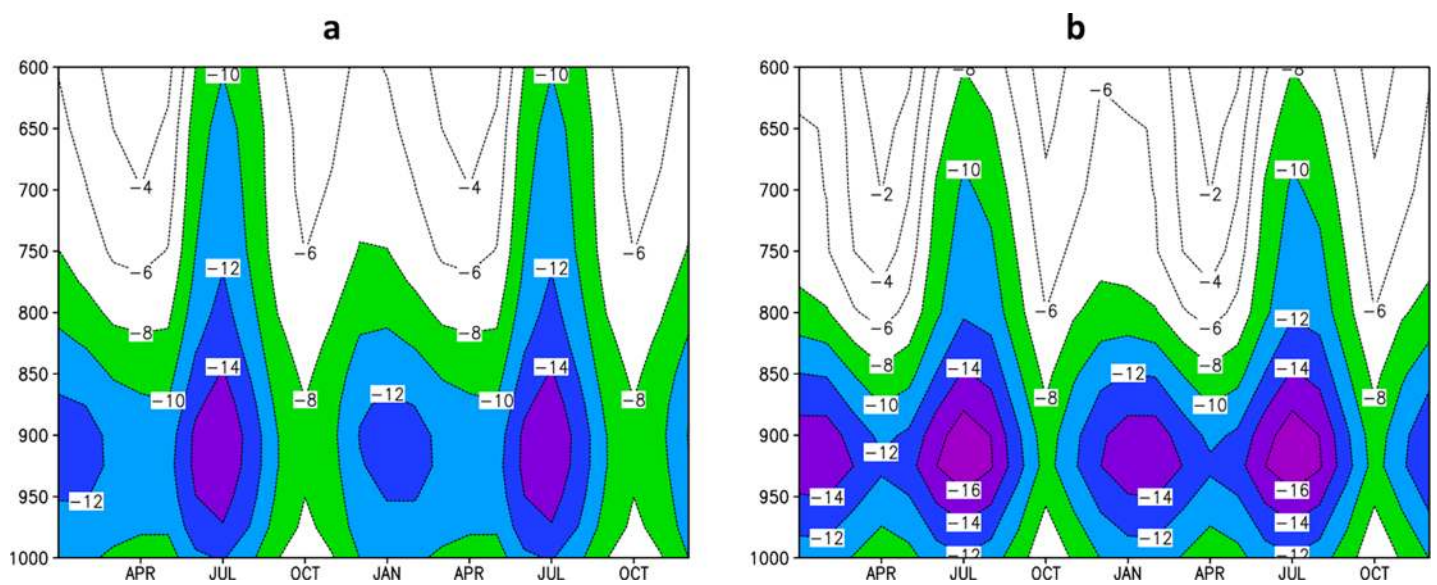 a b
600 −10 −10 600 −8 −8
−6
650 650
−10 −10
700 −4 −4 700 −2 −2
750 −6 −6 750
−6 −6 −12 −12 −4 −4
800 800 −6 −6
−8 −8 −6 −12 −6
850 −14 −14 850 −8 −14 −12 −8 −14
−10 −8 −12 −10 −8 −10 −8 −10 −8
900 900 −12
950 −12 950 −14 −16 −14 −16
−12 −14 −12 −14
1000 1000 −12 −12
APR JUL OCT JAN APR JUL OCT APR JUL OCT JAN APR JUL OCT